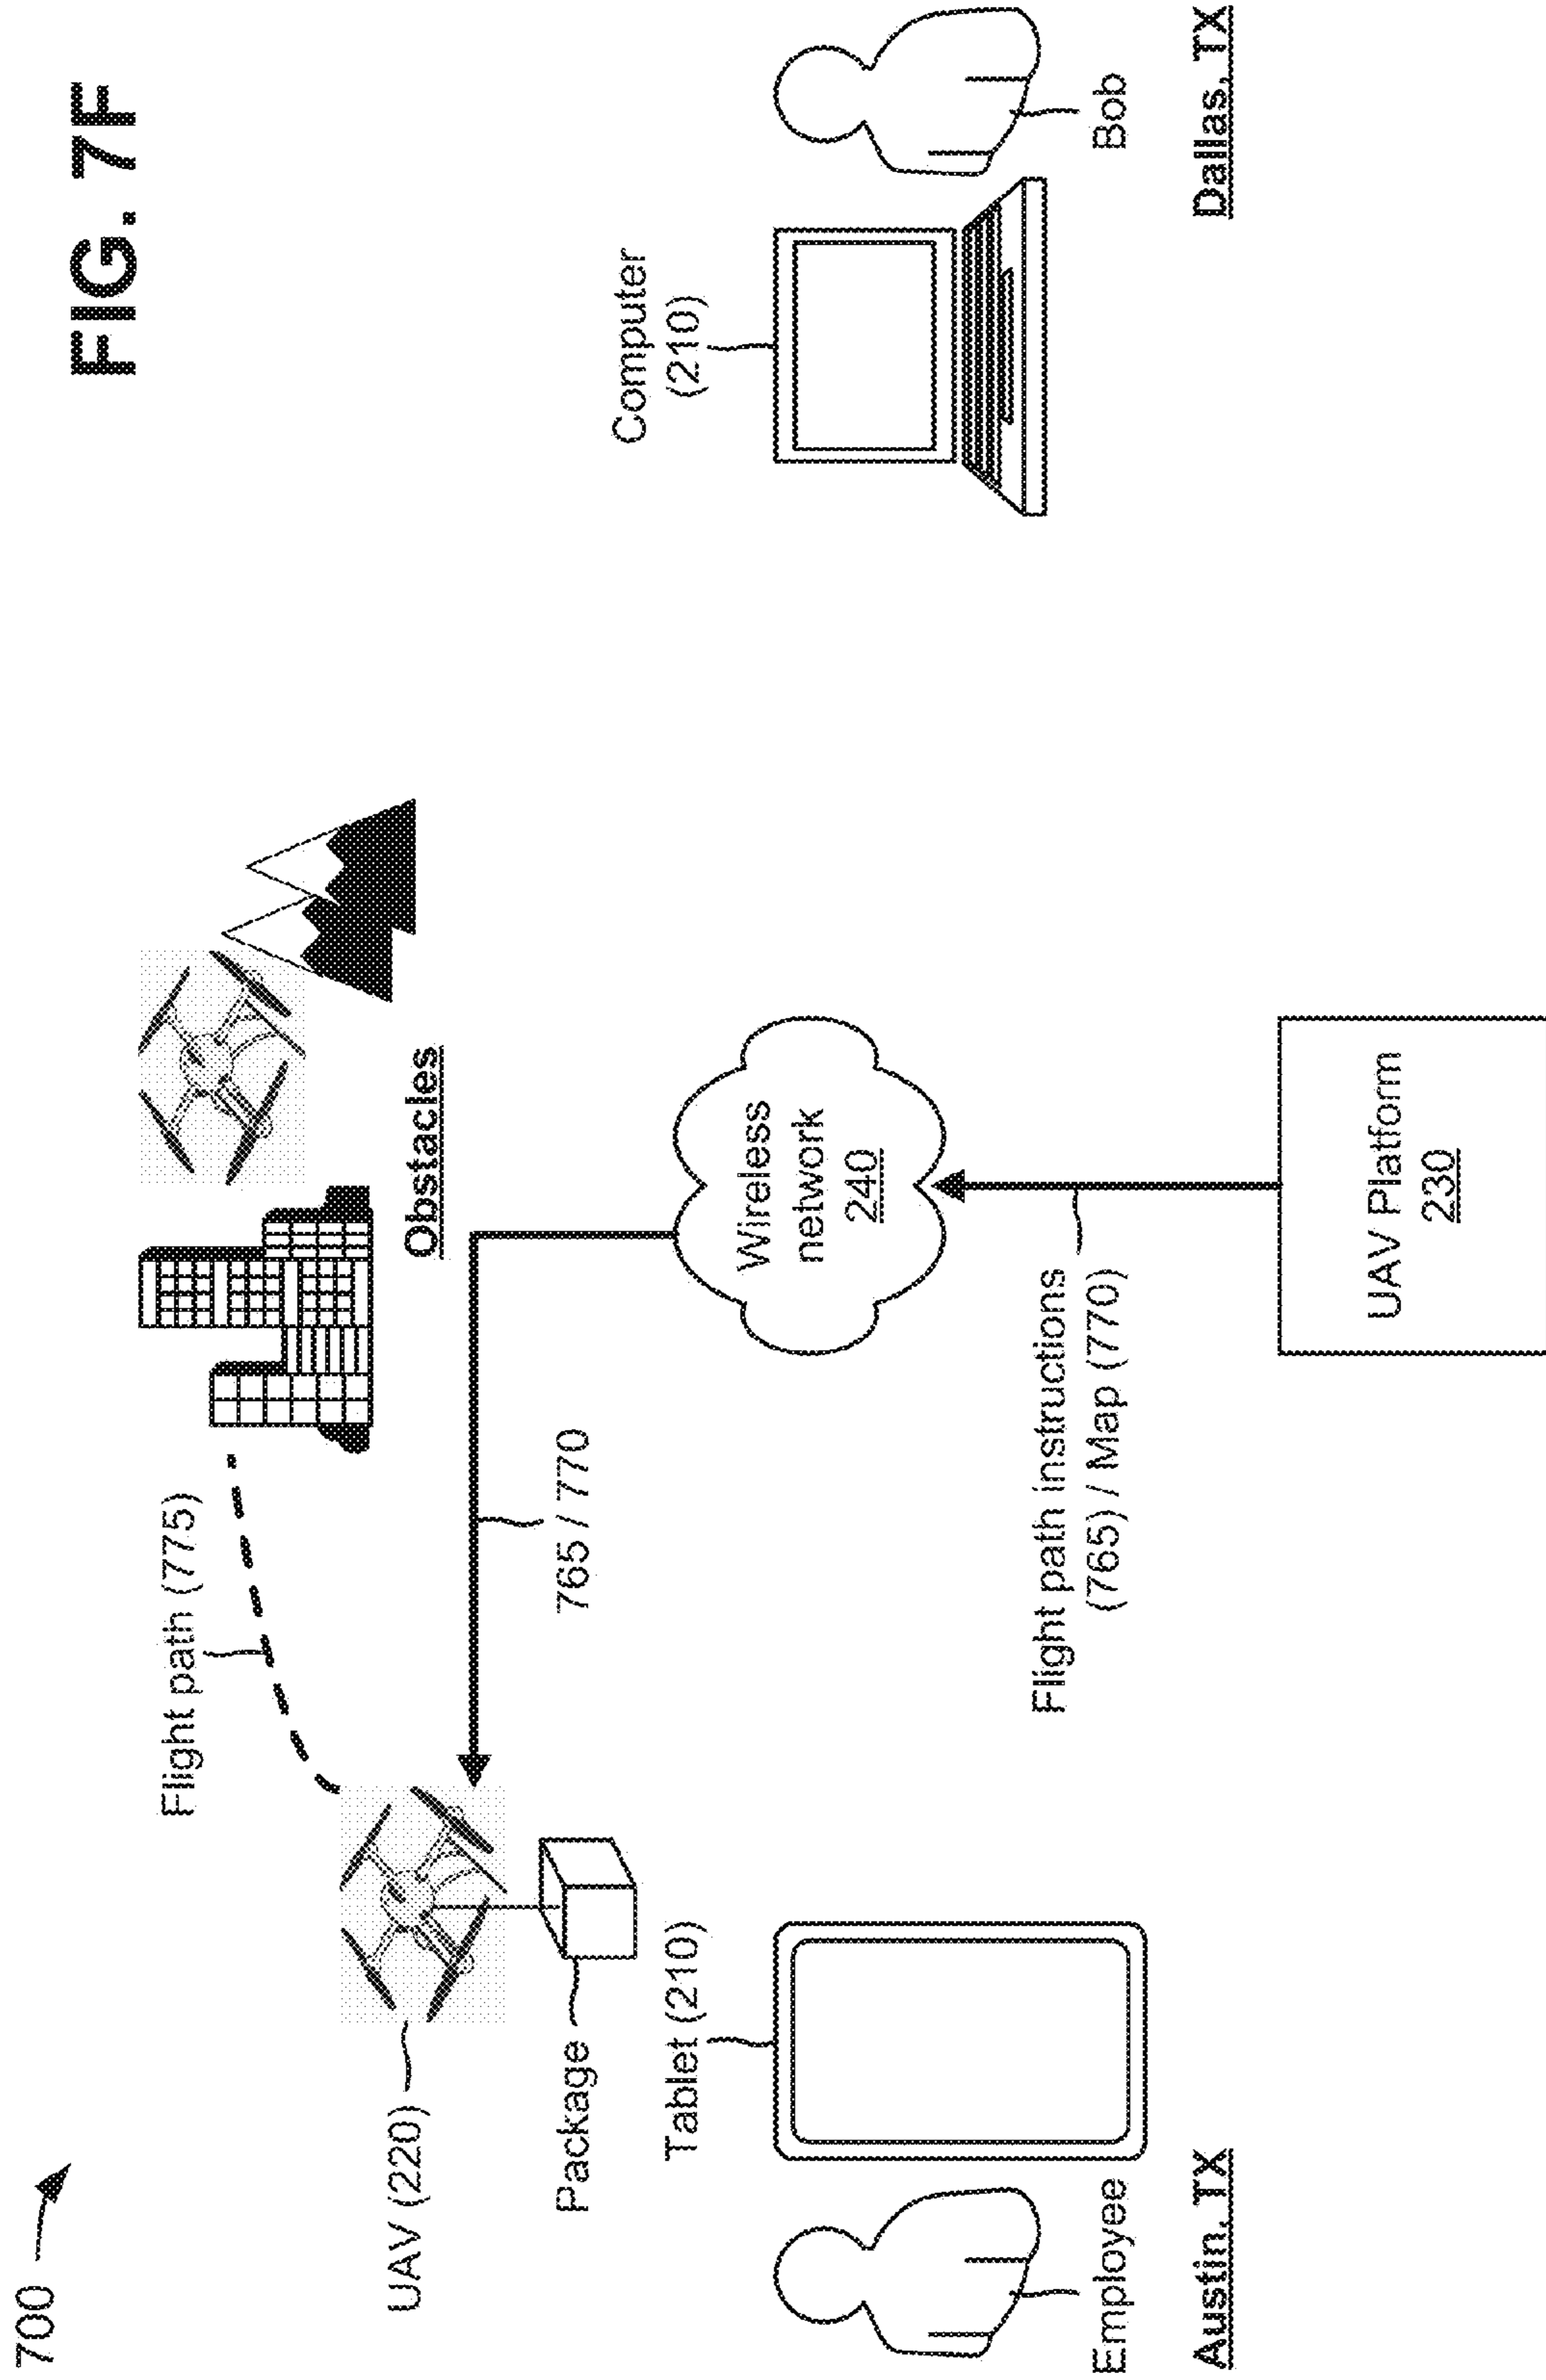 700
FIG. 7F
Flight path (775)
UAV (220)
Obstacles
765 / 770
Package
Tablet (210)
Computer
(210)
Wireless
network
240
Flight path instructions
(765) / Map (770)
Employee
Bob
Austin, TX
Dallas, TX
UAV Platform
230